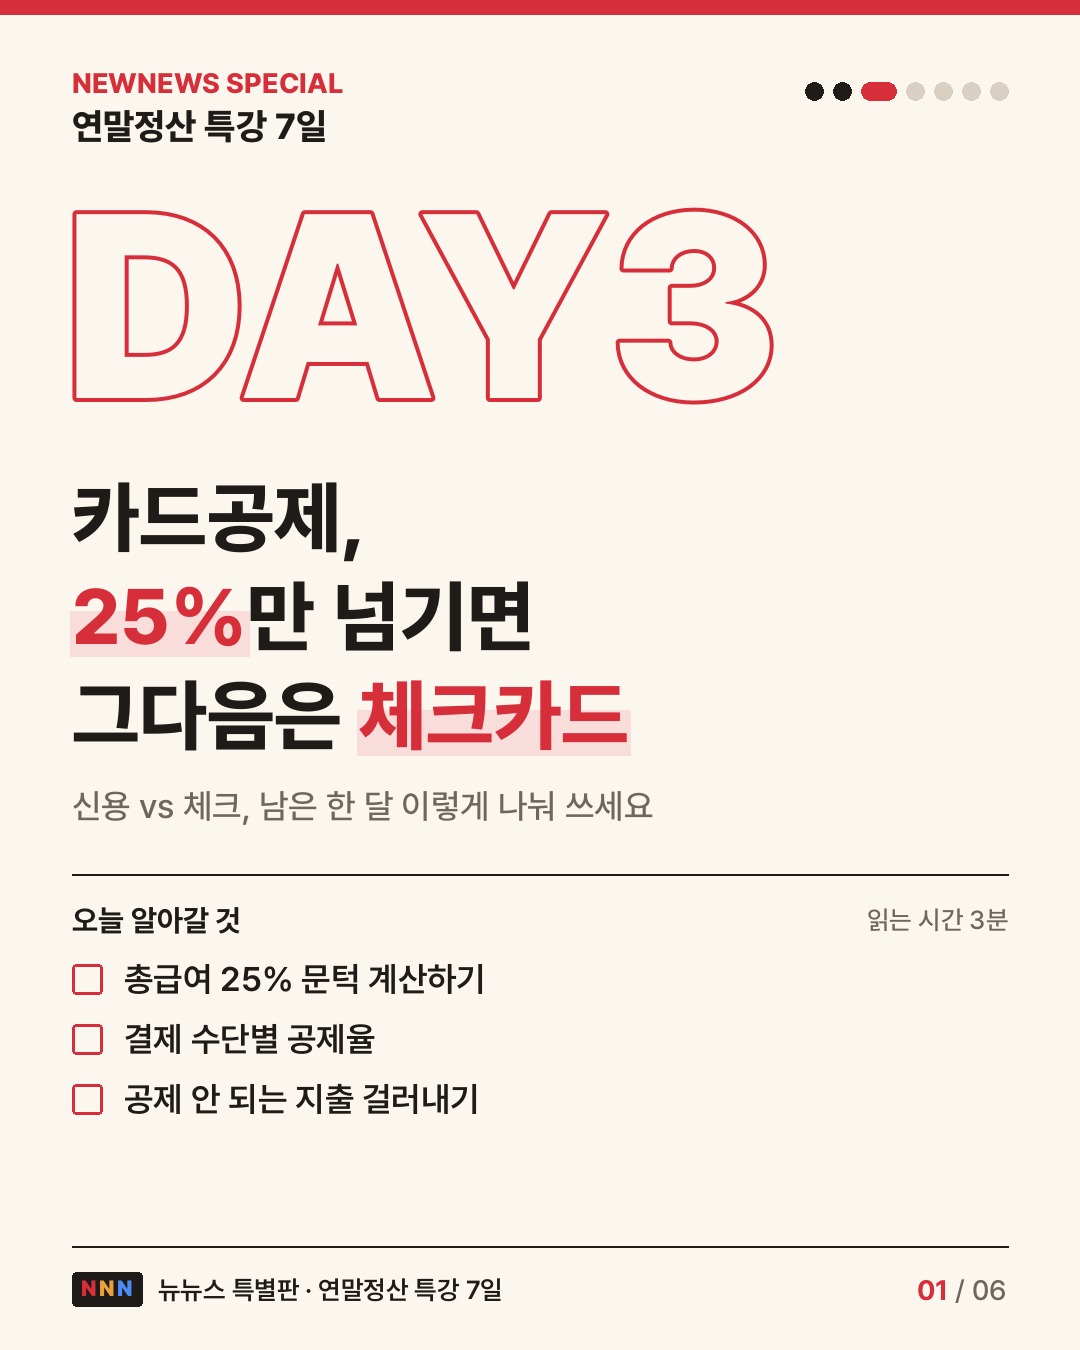 NEWNEWS SPECIAL
연말정산 특강 7일
DAY3
카드공제,
25%만 넘기면
그다음은 체크카드
신용 vs 체크, 남은 한 달 이렇게 나눠 쓰세요
오늘 알아갈 것
읽는 시간 3분
총급여 25% 문턱 계산하기
결제 수단별 공제율
공제 안 되는 지출 걸러내기
NNN 뉴뉴스 특별판 · 연말정산 특강 7일
01 / 06